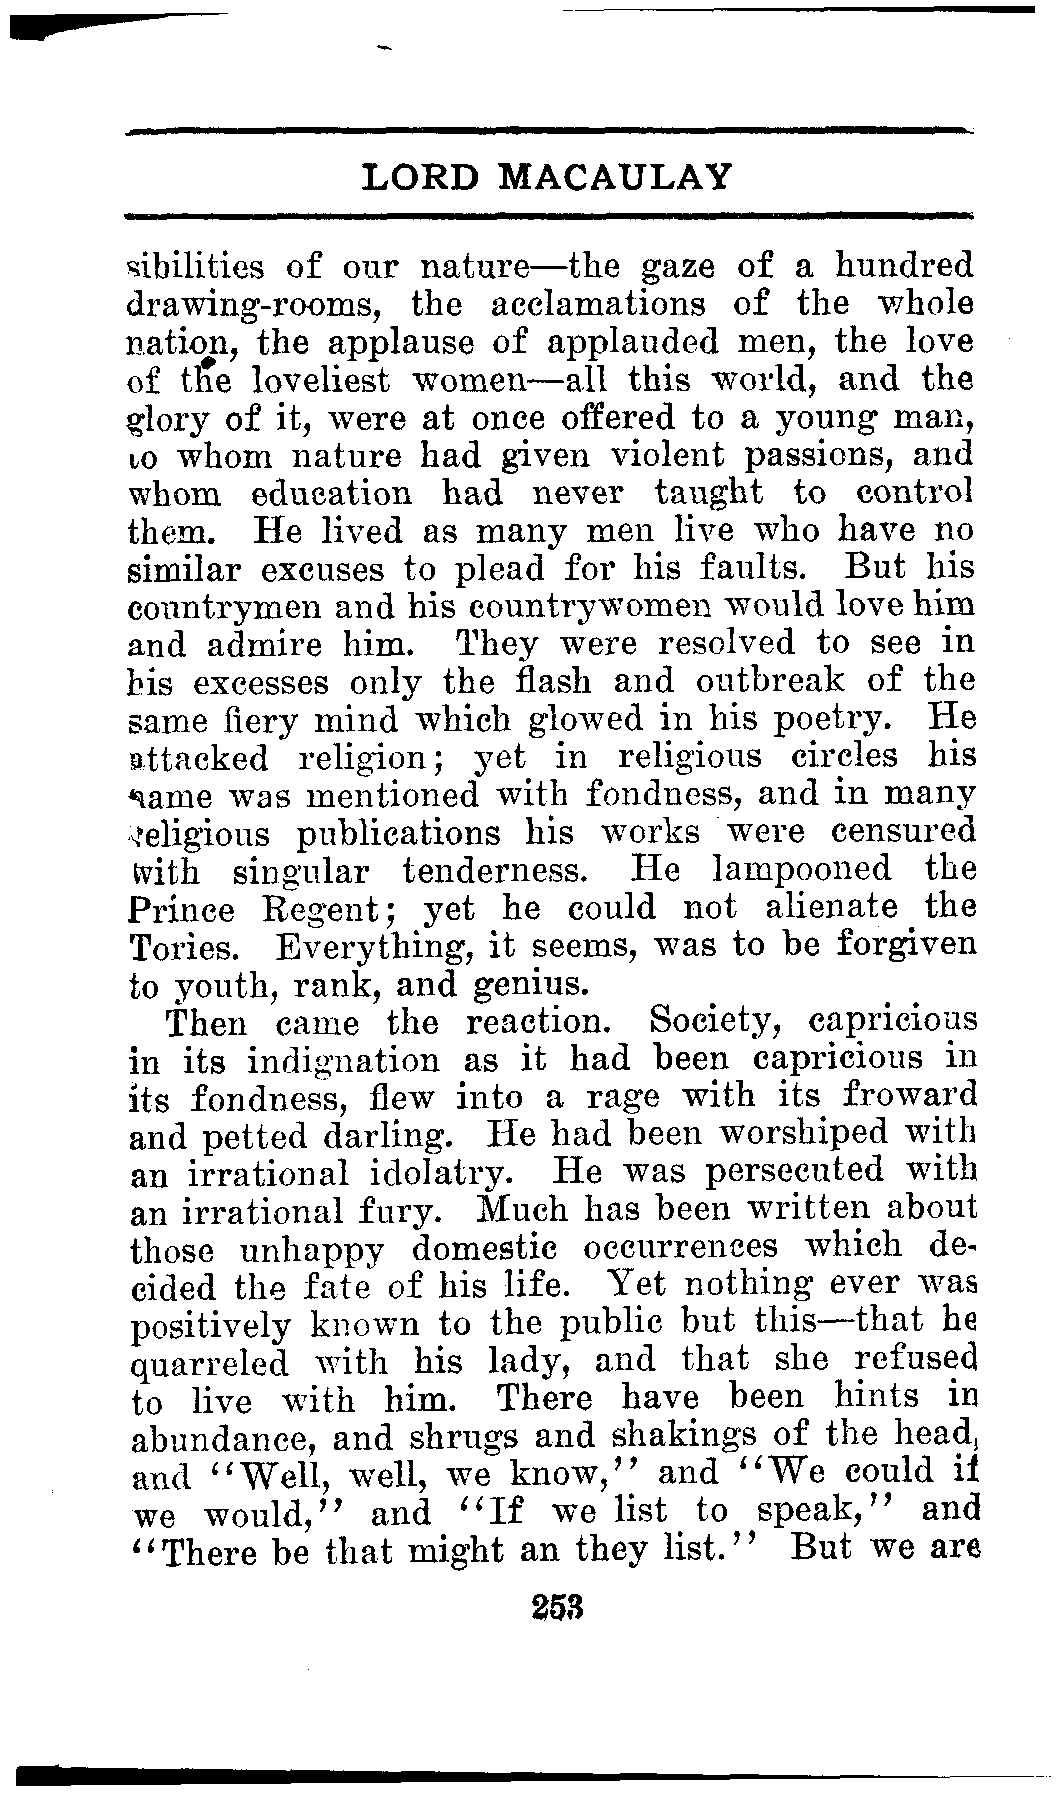 LORD MACAULAY
sibilities of our nature—the gaze of a hundred
drawing-rooms, the acclamations of the whole
nation, the applause of applauded men, the love
of the loveliest women—all this world, and the
glory of it, were at once offered to a young man,
to whom nature had given violent passions, and
whom education had never taught to control
them. He lived as many men live who have no
similar excuses to plead for his faults. But his
countrymen and his countrywomen would love him
and admire him. They were resolved to see in
his excesses only the flash and outbreak of the
same fiery mind which glowed in his poetry. He
attacked religion; yet in religious circles his
name was mentioned with fondness, and in many
religious publications his works were censured
with singular tenderness. He lampooned the
Prince Regent; yet he could not alienate the
Tories. Everything, it seems, was to be forgiven
to youth, rank, and genius.
Then came the reaction. Society, capricious
in its indignation as it had been capricious in
its fondness, flew into a rage with its froward
and petted darling. He had been worshiped with
an irrational idolatry. He was persecuted with
an irrational fury. Much has been written about
those unhappy domestic occurrences which de-
cided the fate of his life. Yet nothing ever was
positively known to the public but this—that he
quarreled with his lady, and that she refused
to live with him. There have been hints in
abundance, and shrugs and shakings of the head,
and "Well, well, we know," and "We could if
we would," and "If we list to speak," and
"There be that might an they list." But we are
253